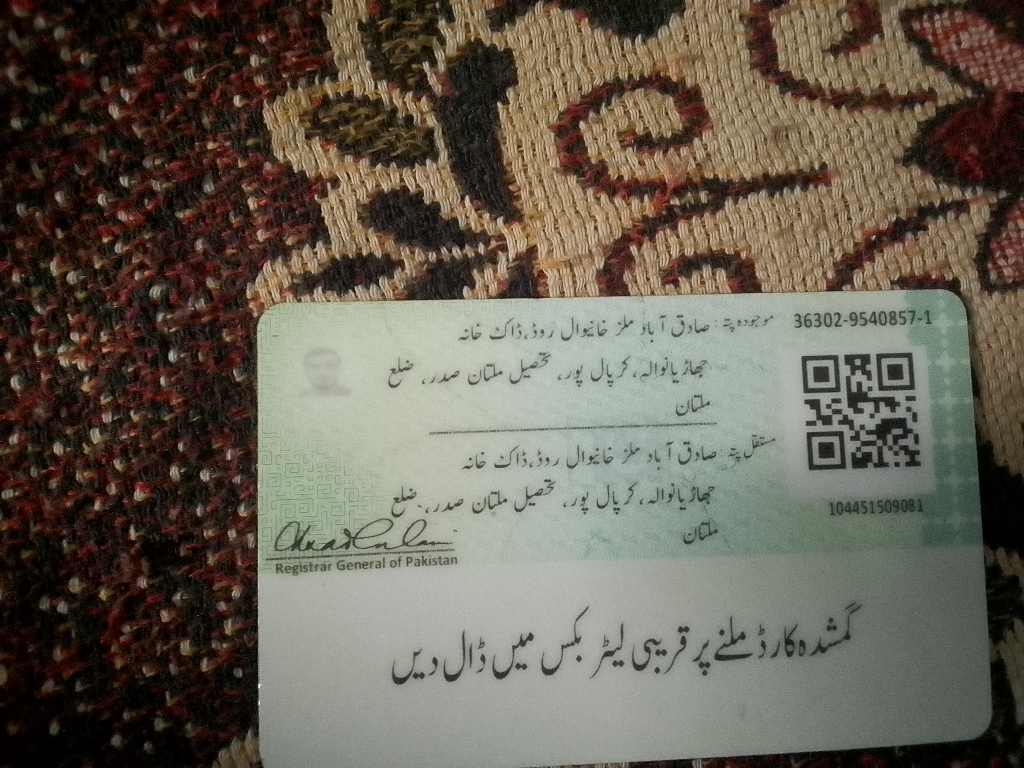 36302-9540857-1
موجودہ پتہ : صادق آباد ملز خانیوال روڈ، ڈاک خانہ
جھاڑیانوالہ، کرپال پور، تحصیل ملتان صدر، ضلع
ملتان
مستقل پتہ : صادق آباد ملز خانیوال روڈ، ڈاک خانہ
جھاڑیانوالہ، کرپال پور، تحصیل ملتان صدر، ضلع
ملتان
104451509081
Registrar General of Pakistan
گمشدہ کارڈ ملنے پر قریبی لیٹر بکس میں ڈال دیں